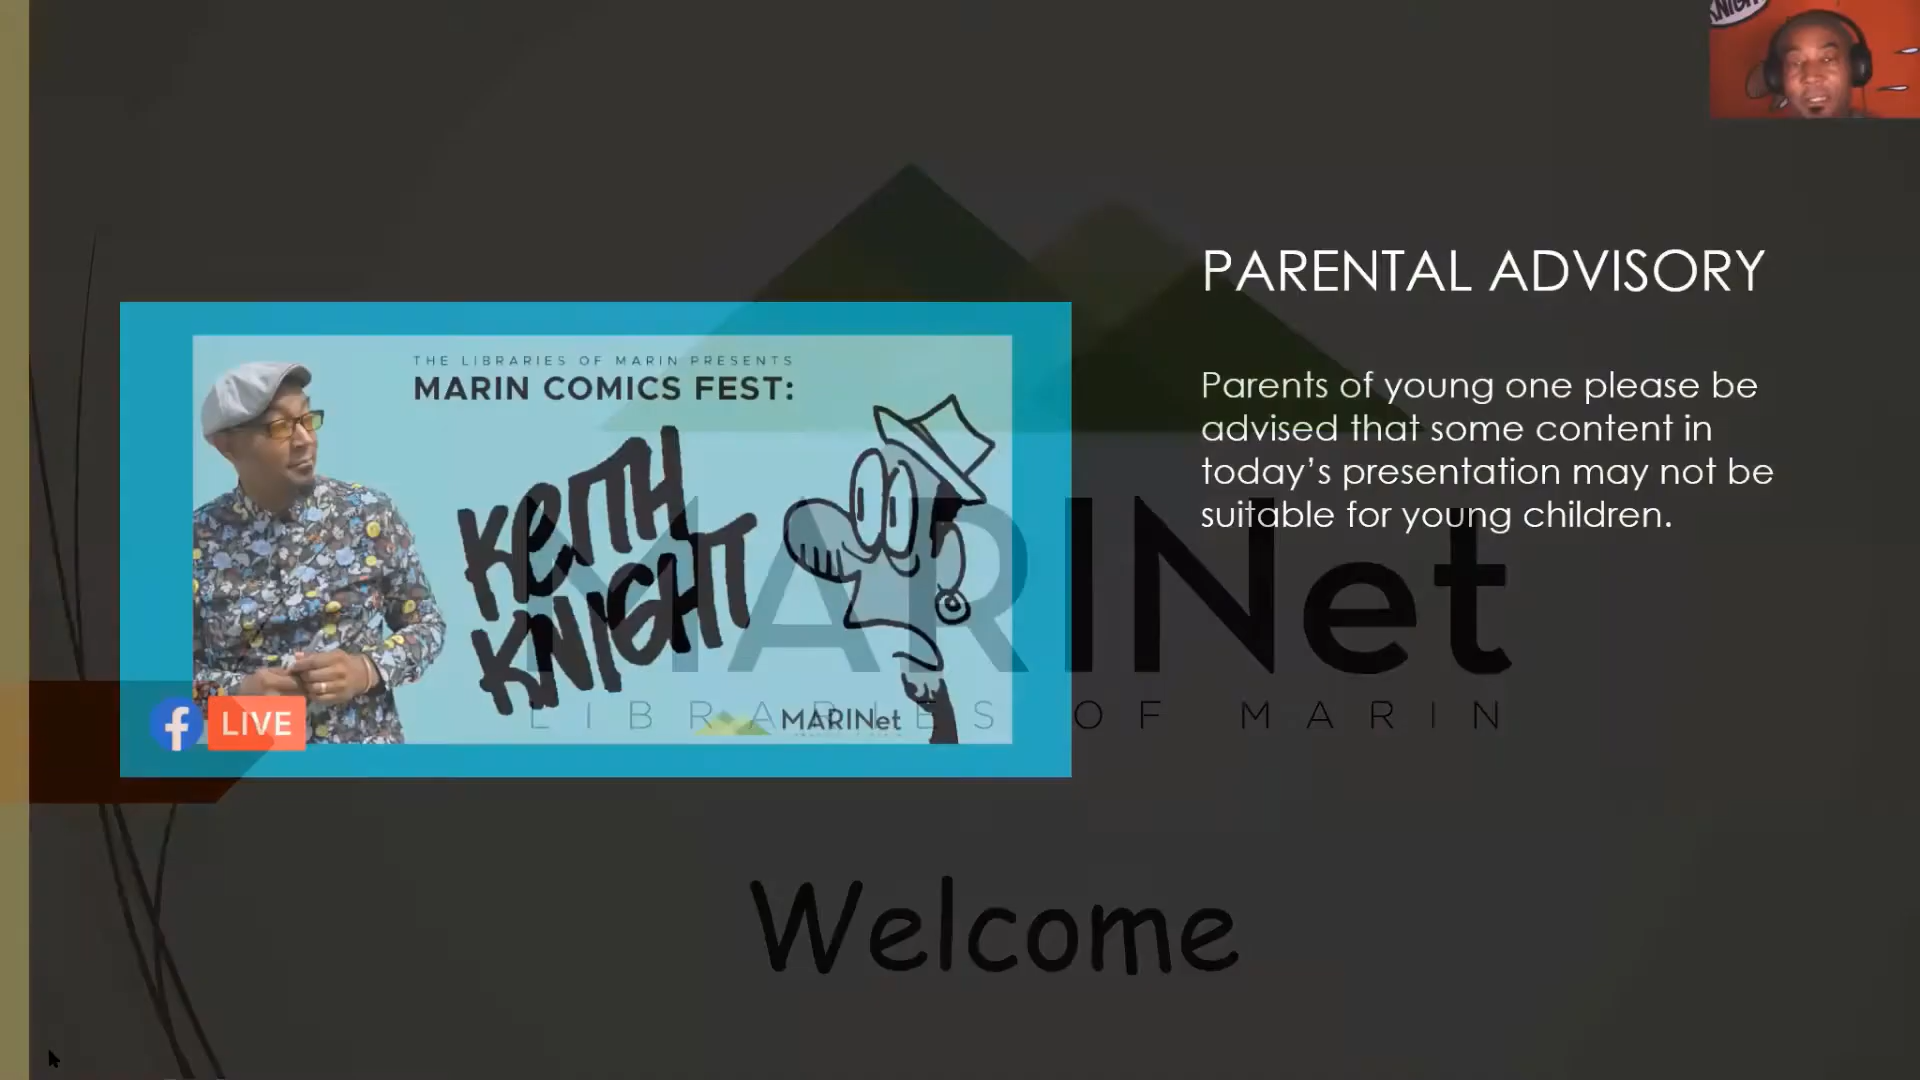 KNIGHT
PARENTAL ADVISORY
Parents of young one please be
advised that some content in
today’s presentation may not be
suitable for young children.
THE LIBRARIES OF MARIN PRESENTS
MARIN COMICS FEST:
KeITH
KNIGHT
f LIVE
MARINet
MARINet
LIBRARIES OF MARIN
Welcome